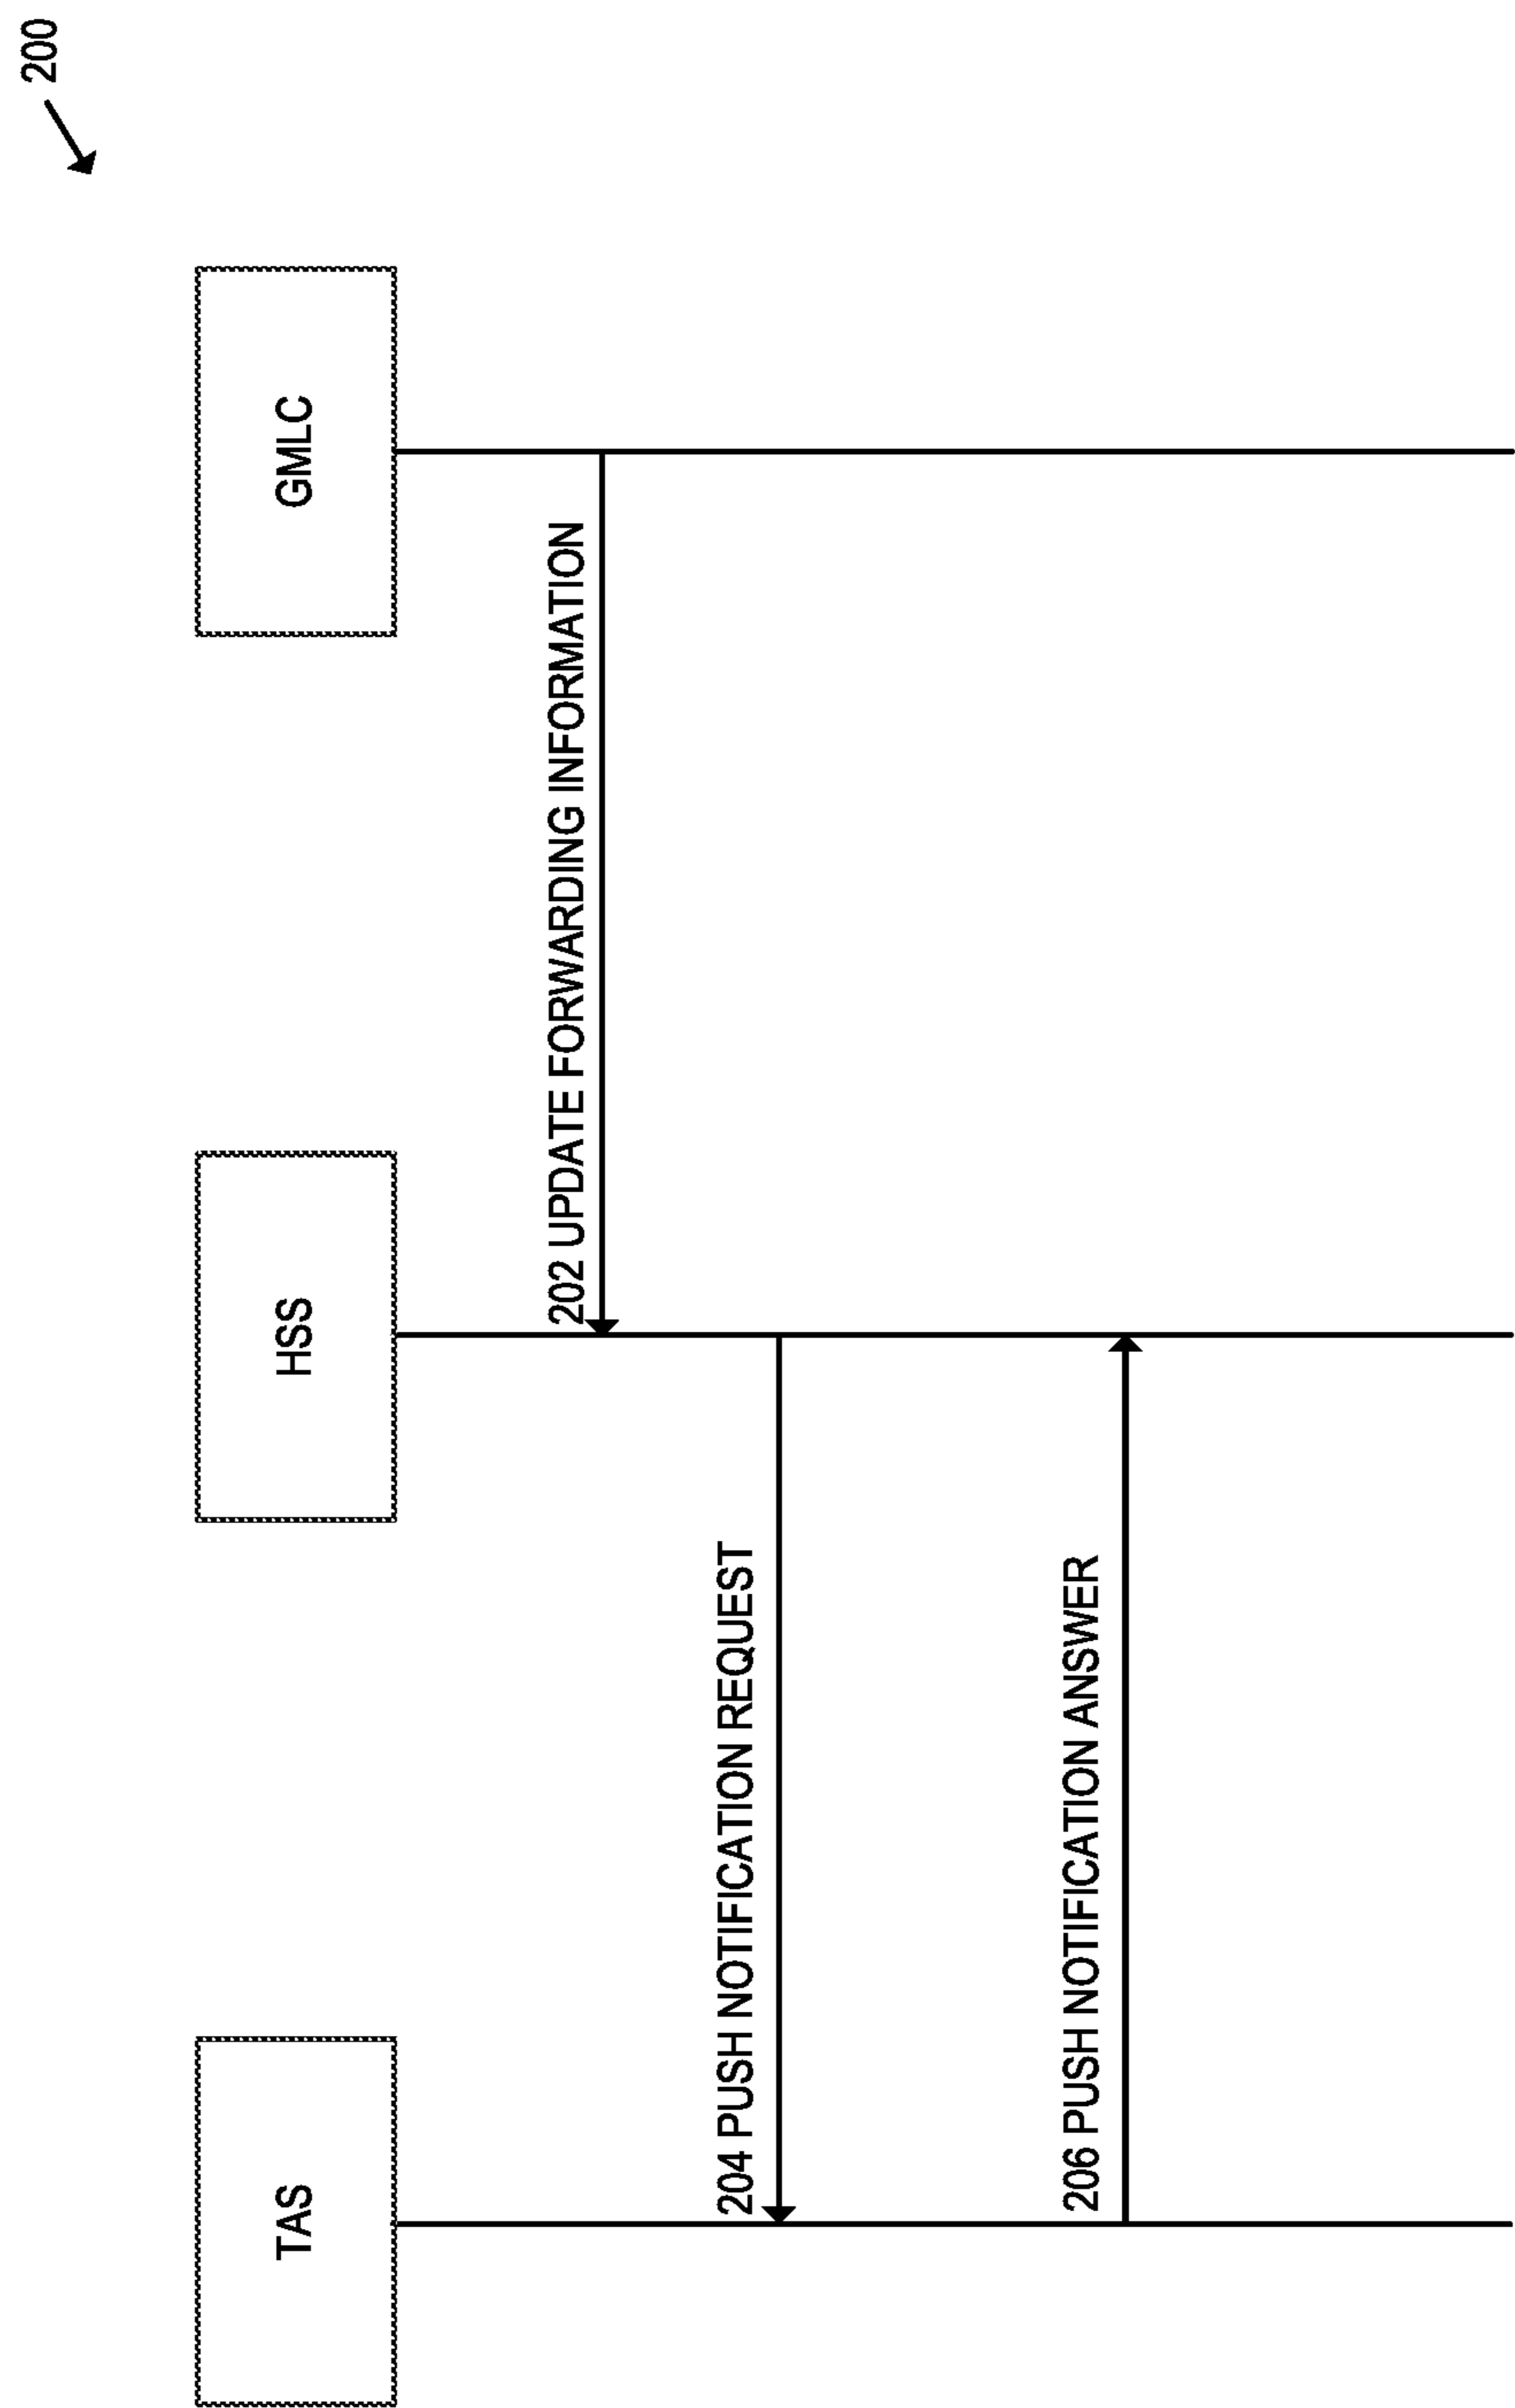 200
TAS
HSS
GMLC
202 UPDATE FORWARDING INFORMATION
204 PUSH NOTIFICATION REQUEST
206 PUSH NOTIFICATION ANSWER